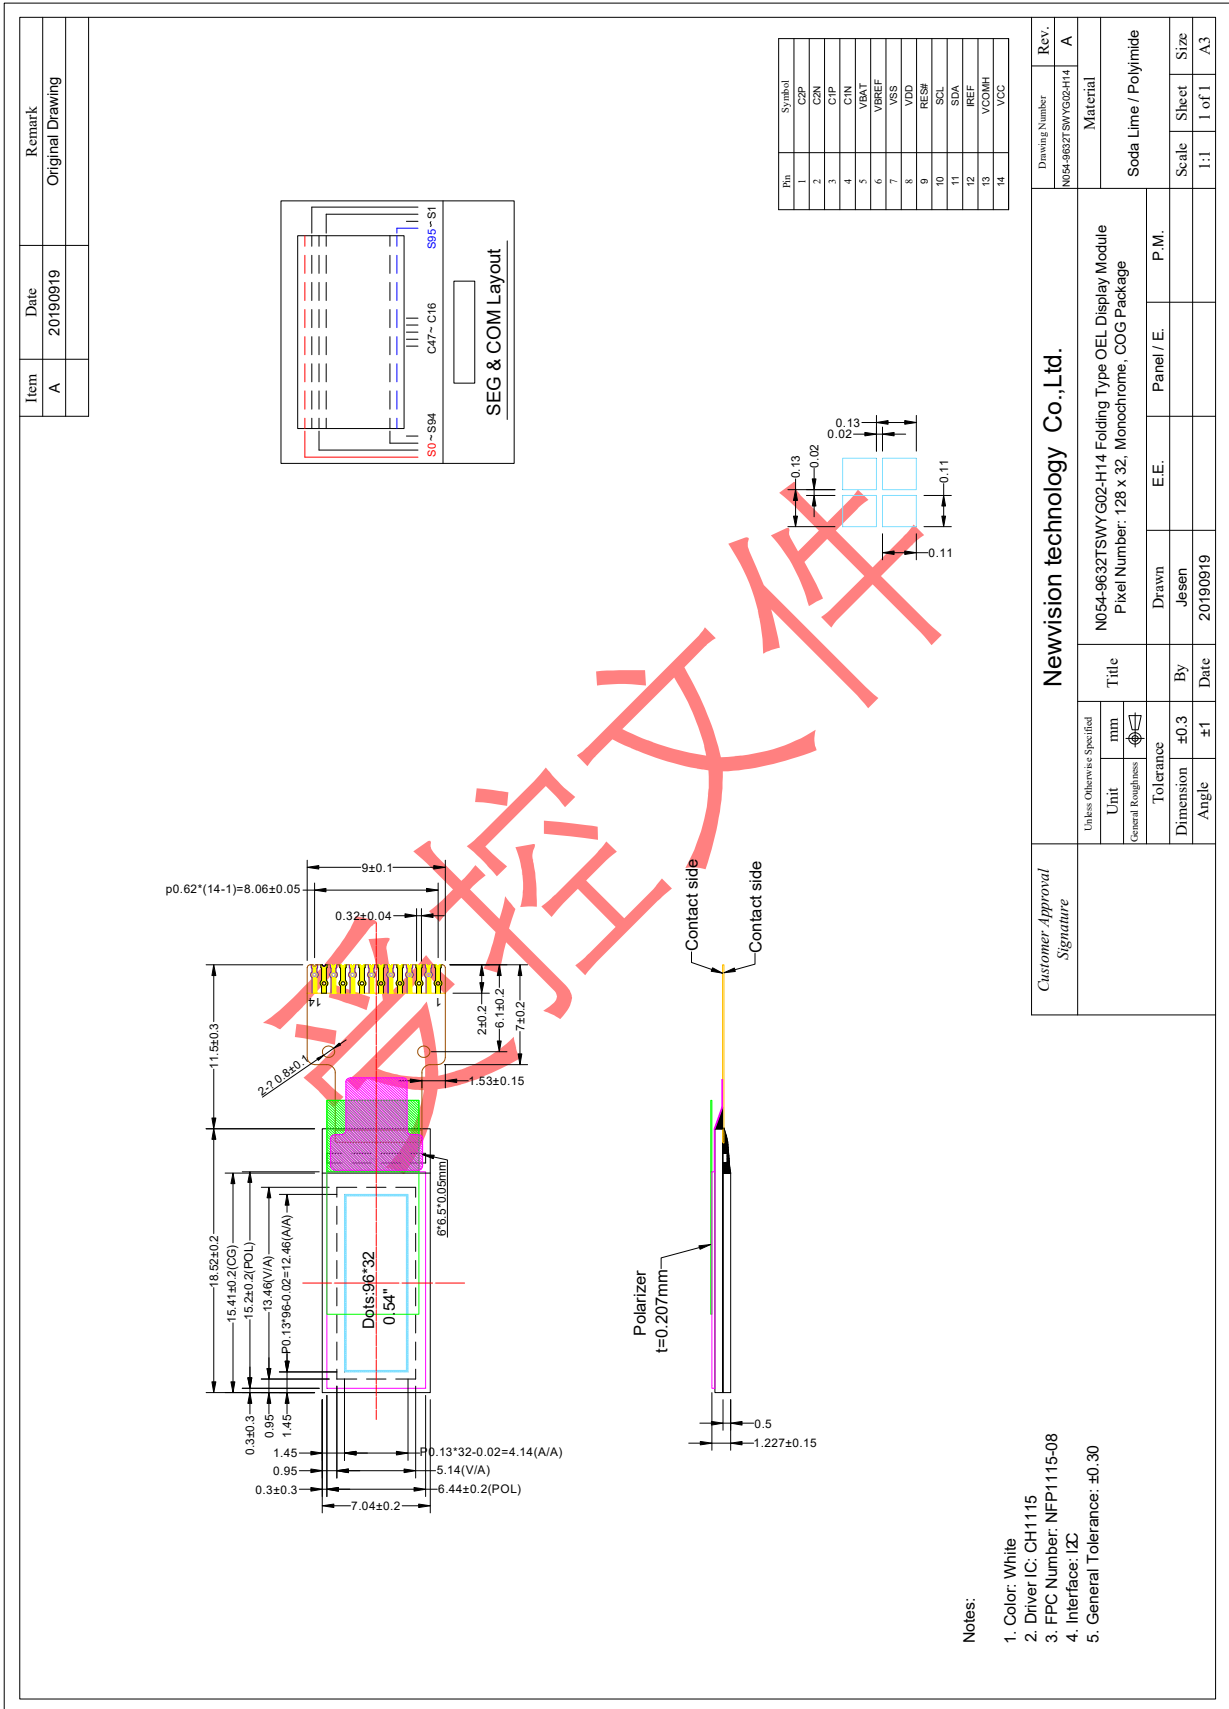 Item Date Remark
A 20190919 Original Drawing
S0 ~ S94 C47 ~ C16 S95 ~ S1
SEG & COM Layout
Pin Symbol
1 C2P
2 C2N
3 C1P
4 C1N
5 VBAT
6 VBREF
7 VSS
8 VDD
9 RES#
10 SCL
11 SDA
12 IREF
13 VCOMH
14 VCC
0.13
0.02
0.13
0.02
0.11
0.11
受控文件
9±0.1
p0.62*(14-1)=8.06±0.05
0.32±0.04
14
1
2±0.2
6.1±0.2
7±0.2
11.5±0.3
2-? 0.8±0.1
1.53±0.15
6*6.5*0.05mm
18.52±0.2
15.41±0.2(CG)
15.2±0.2(POL)
13.46(V/A)
P0.13*96-0.02=12.46(A/A)
Dots:96*32
0.54"
0.3±0.3
0.95
1.45
1.45
P0.13*32-0.02=4.14(A/A)
0.95
5.14(V/A)
0.3±0.3
6.44±0.2(POL)
7.04±0.2
Contact side
Contact side
Polarizer
t=0.207mm
0.5
1.227±0.15
Notes:
1. Color: White
2. Driver IC: CH1115
3. FPC Number: NFP1115-08
4. Interface: I2C
5. General Tolerance: ±0.30
Customer Approval
Signature
Newvision technology Co.,Ltd.
Drawing Number Rev.
N054-9632TSWYG02-H14 A
Unless Otherwise Specified
Unit mm
General Roughness
Tolerance
Dimension ±0.3
Angle ±1
Title
N054-9632TSWYG02-H14 Folding Type OEL Display Module
Pixel Number: 128 x 32, Monochrome, COG Package
Material
Soda Lime / Polyimide
Drawn E.E. Panel / E. P.M.
By Jesen
Date 20190919
Scale Sheet Size
1:1 1 of 1 A3